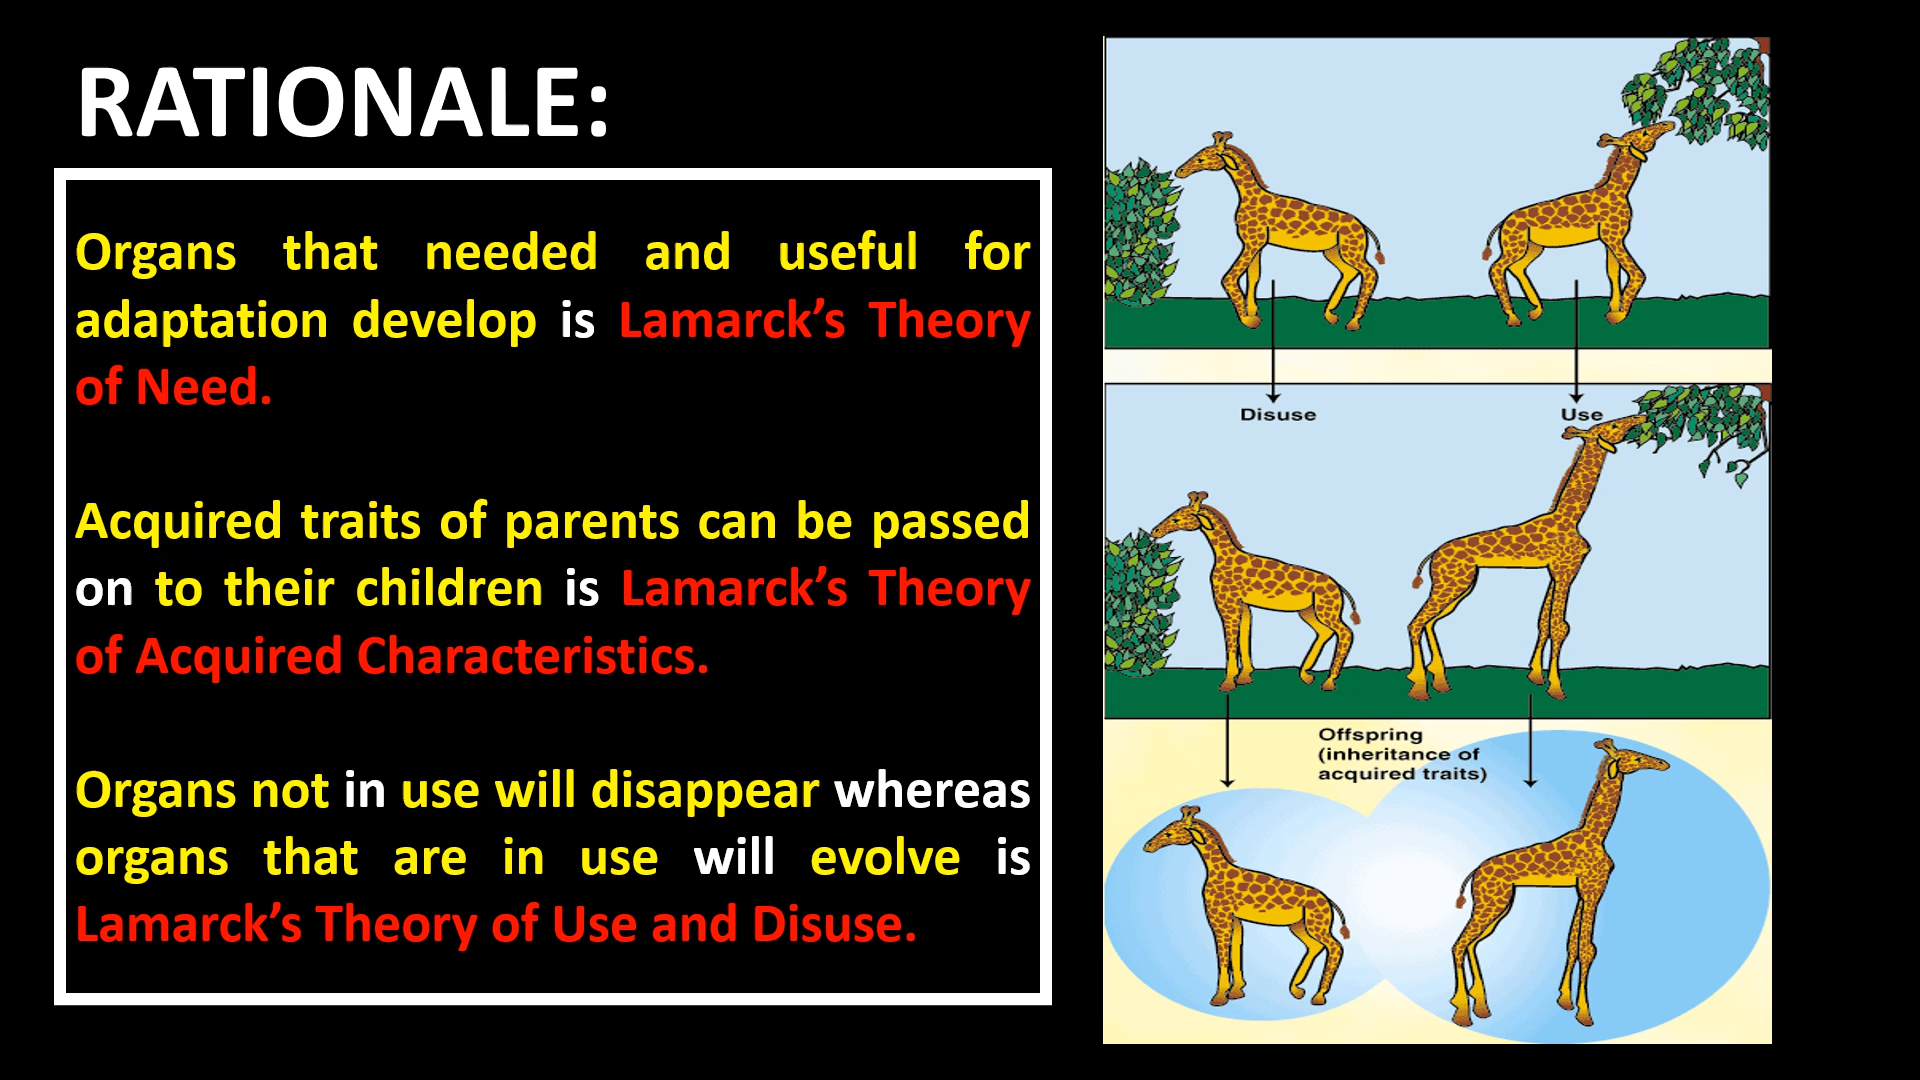 RATIONALE:
Organs that needed and useful for
adaptation develop is Lamarck’s Theory
of Need.
Acquired traits of parents can be passed
on to their children is Lamarck’s Theory
of Acquired Characteristics.
Organs not in use will disappear whereas
organs that are in use will evolve is
Lamarck’s Theory of Use and Disuse.
Disuse
Use
Offspring
(inheritance of
acquired traits)